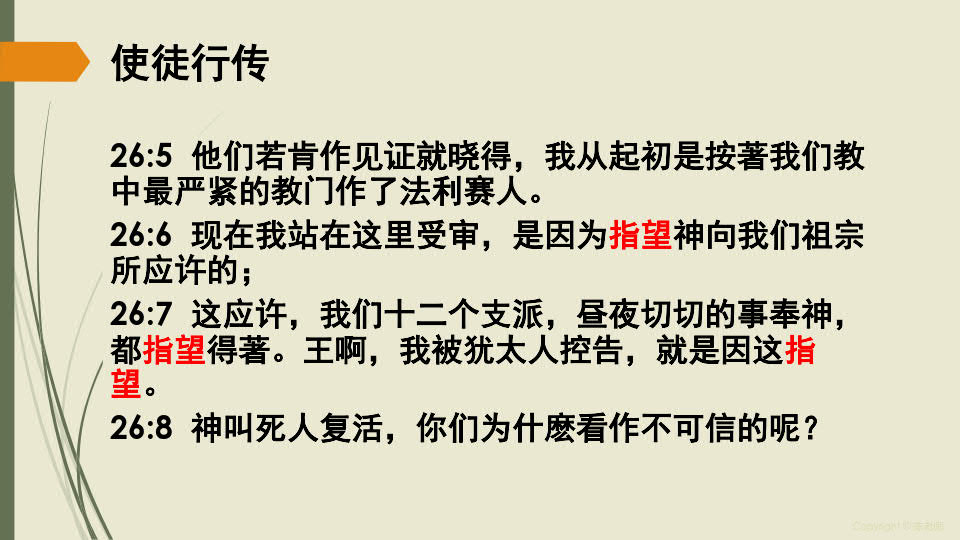 使徒行传
26:5 他们若肯作见证就晓得，我从起初是按著我们教
中最严紧的教门作了法利赛人。
26:6 现在我站在这里受审，是因为指望神向我们祖宗
所应许的；
26:7 这应许，我们十二个支派，昼夜切切的事奉神，
都指望得著。王啊，我被犹太人控告，就是因这指
望。
26:8 神叫死人复活，你们为什麽看作不可信的呢？